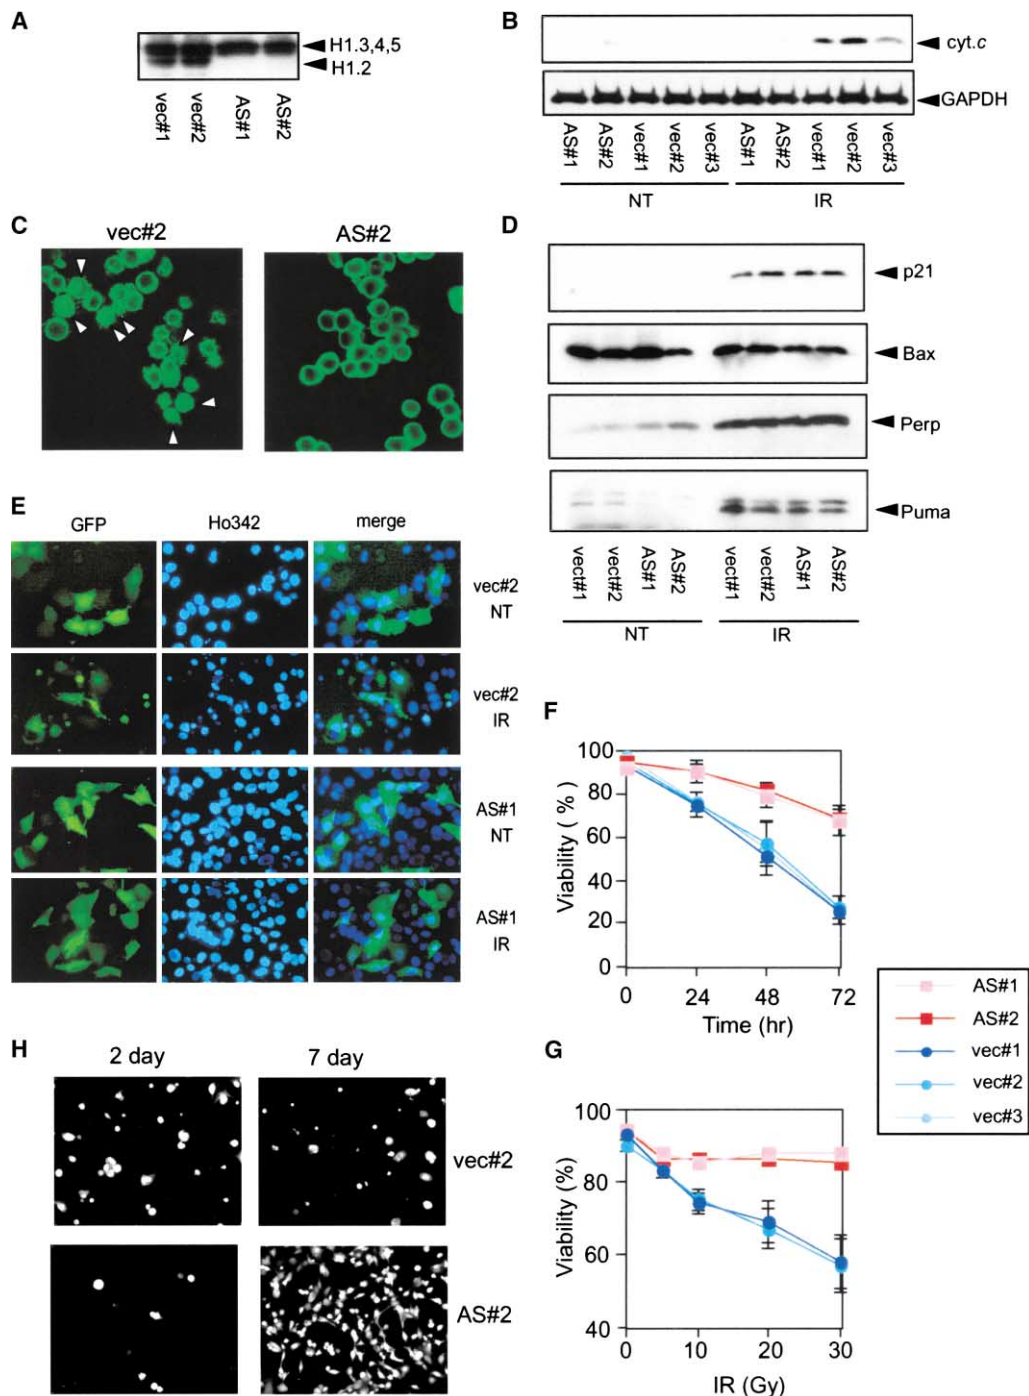 A
H1.3,4,5
H1.2
vec#1
vec#2
AS#1
AS#2
B
cyt.c
GAPDH
AS#1
AS#2
vec#1
vec#2
vec#3
AS#1
AS#2
vec#1
vec#2
vec#3
NT
IR
C
vec#2
AS#2
D
p21
Bax
Perp
Puma
vect#1
vect#2
AS#1
AS#2
vect#1
vect#2
AS#1
AS#2
NT
IR
E
GFP
Ho342
merge
vec#2
NT
vec#2
IR
AS#1
NT
AS#1
IR
F
100
80
60
40
20
0
Viability ( % )
0
24
48
72
Time (hr)
AS#1
AS#2
vec#1
vec#2
vec#3
G
100
80
60
40
Viability (%)
0
10
20
30
IR (Gy)
H
2 day
7 day
vec#2
AS#2